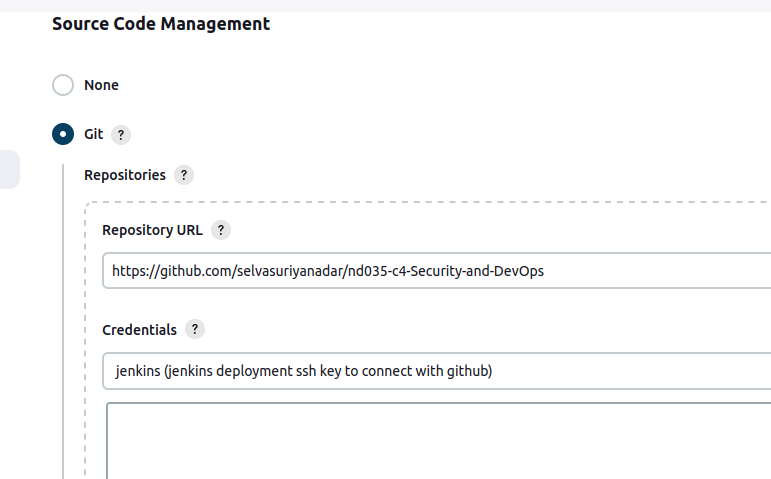 Source Code Management
None
Git ?
Repositories ?
Repository URL ?
https://github.com/selvasuriyanadar/nd035-c4-Security-and-DevOps
Credentials ?
jenkins (jenkins deployment ssh key to connect with github)